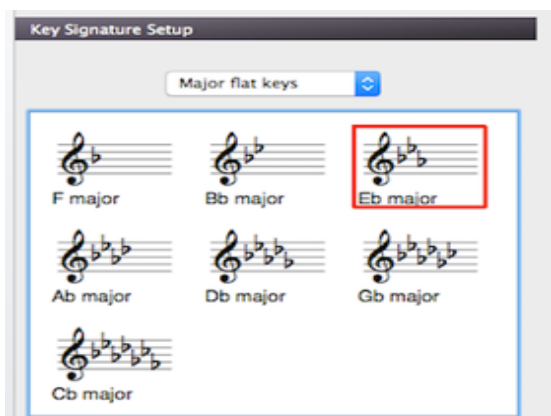 Key Signature Setup
Major flat keys
F major Bb major Eb major
Ab major Db major Gb major
Cb major